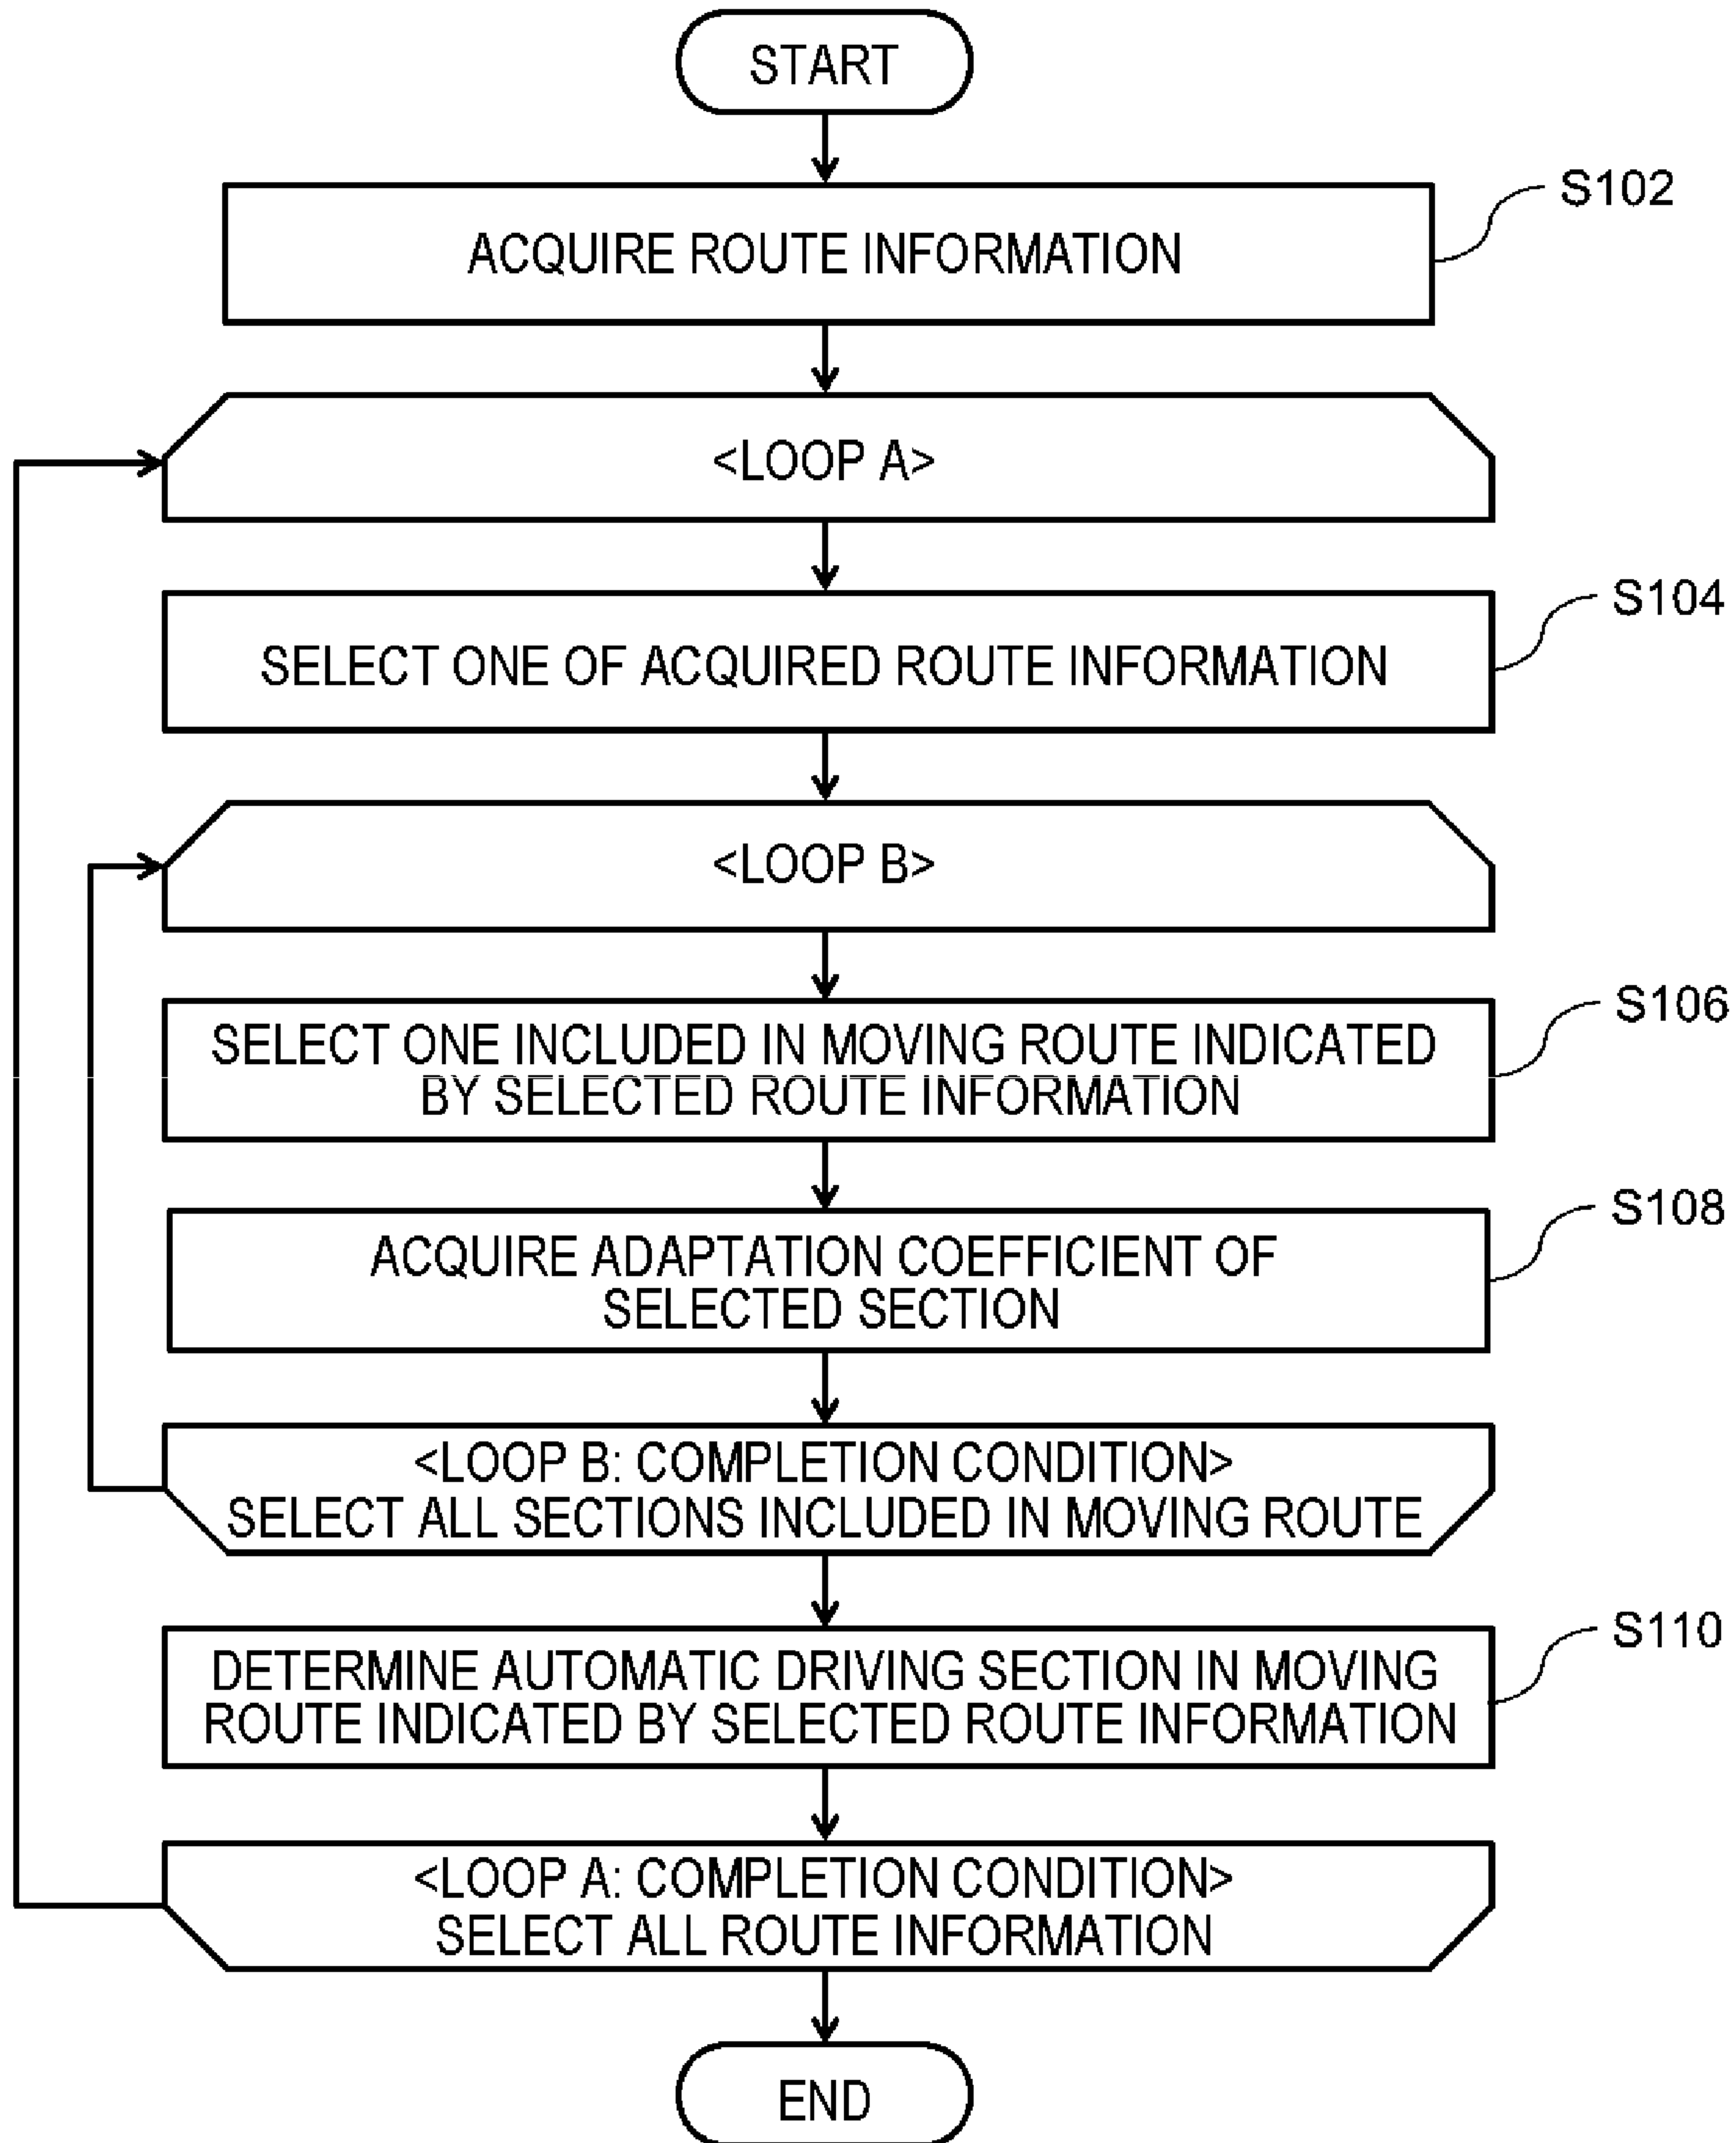 START
S102
ACQUIRE ROUTE INFORMATION
<LOOP A>
S104
SELECT ONE OF ACQUIRED ROUTE INFORMATION
<LOOP B>
S106
SELECT ONE INCLUDED IN MOVING ROUTE INDICATED
BY SELECTED ROUTE INFORMATION
S108
ACQUIRE ADAPTATION COEFFICIENT OF
SELECTED SECTION
<LOOP B: COMPLETION CONDITION>
SELECT ALL SECTIONS INCLUDED IN MOVING ROUTE
S110
DETERMINE AUTOMATIC DRIVING SECTION IN MOVING
ROUTE INDICATED BY SELECTED ROUTE INFORMATION
<LOOP A: COMPLETION CONDITION>
SELECT ALL ROUTE INFORMATION
END